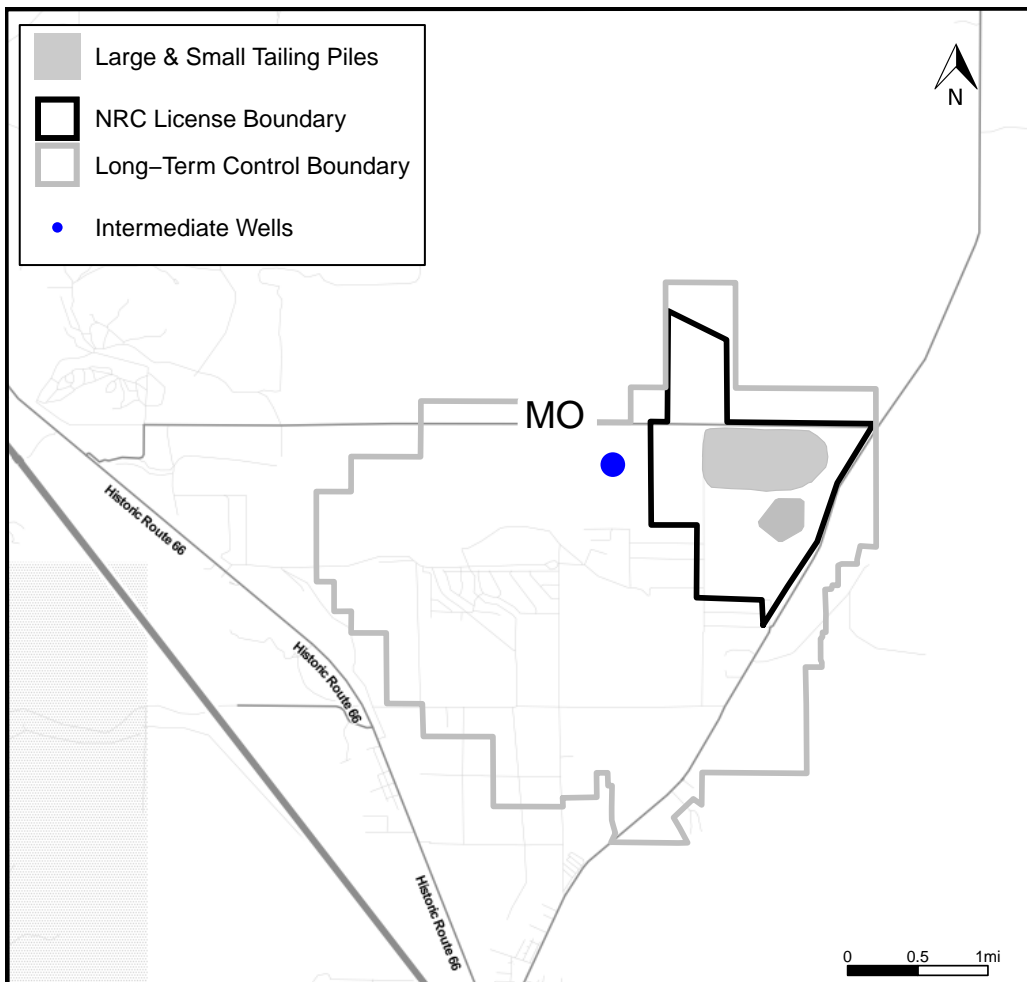 Large & Small Tailing Piles
NRC License Boundary
Long−Term Control Boundary
Intermediate Wells
N
MO
Historic Route 66
Historic Route 66
Historic Route 66
0 0.5 1mi